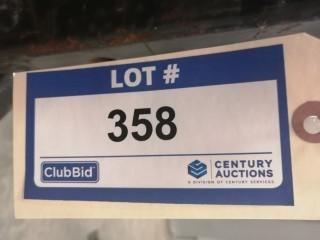 LOT #
358
ClubBid
CENTURY
AUCTIONS
A DIVISION OF CENTURY SERVICES